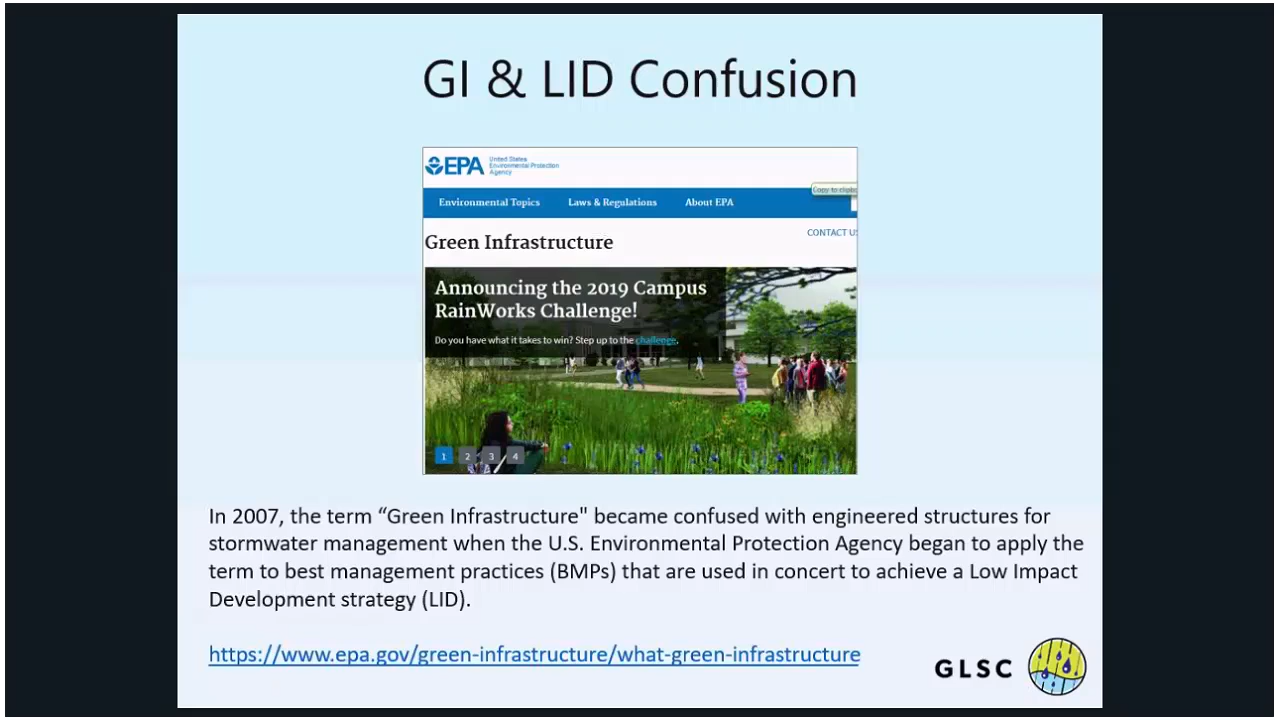 GI & LID Confusion
EPA
United States
Environmental Protection
Agency
Copy to clipbo
Environmental Topics Laws & Regulations About EPA
CONTACT US
Green Infrastructure
Announcing the 2019 Campus
RainWorks Challenge!
Do you have what it takes to win? Step up to the challenge.
1 2 3 4
In 2007, the term “Green Infrastructure" became confused with engineered structures for
stormwater management when the U.S. Environmental Protection Agency began to apply the
term to best management practices (BMPs) that are used in concert to achieve a Low Impact
Development strategy (LID).
https://www.epa.gov/green-infrastructure/what-green-infrastructure
GLSC